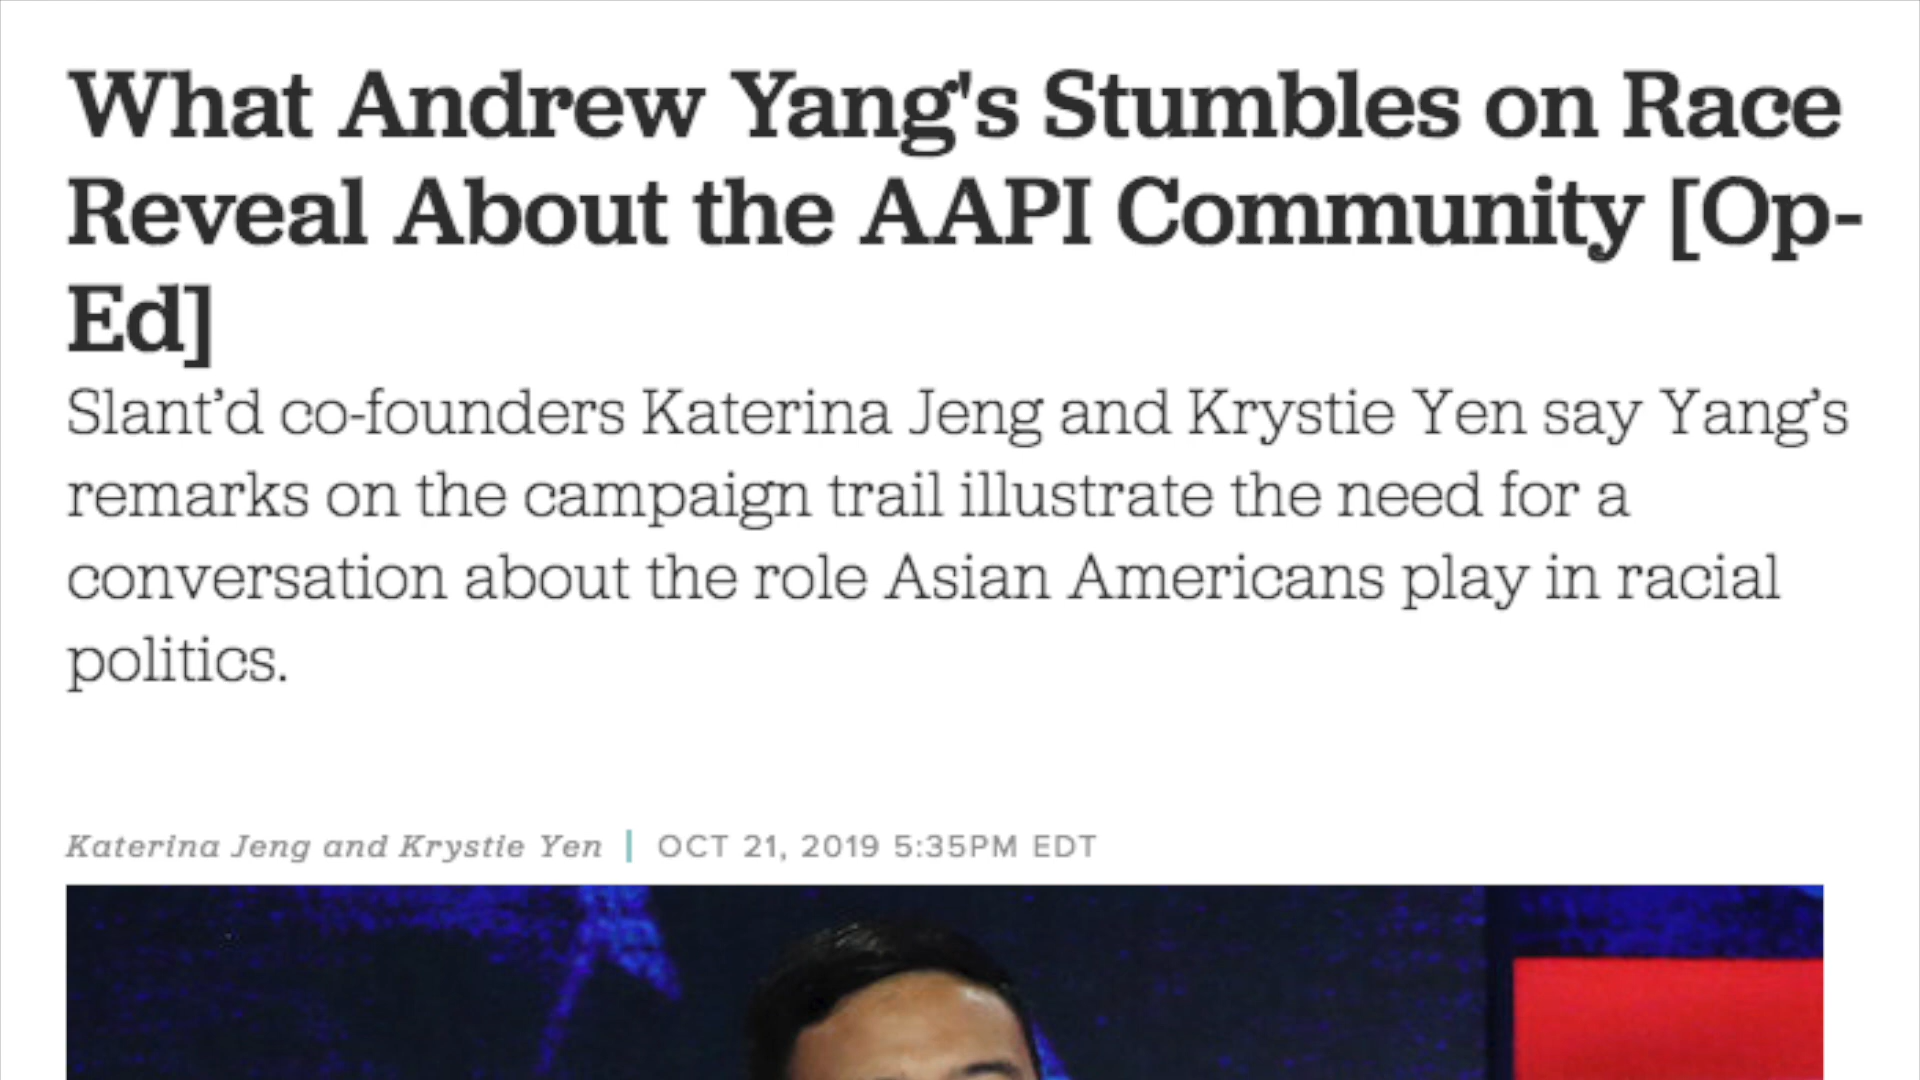 What Andrew Yang's Stumbles on Race
Reveal About the AAPI Community [Op-
Ed]
Slant’d co-founders Katerina Jeng and Krystie Yen say Yang’s
remarks on the campaign trail illustrate the need for a
conversation about the role Asian Americans play in racial
politics.
Katerina Jeng and Krystie Yen | OCT 21, 2019 5:35PM EDT